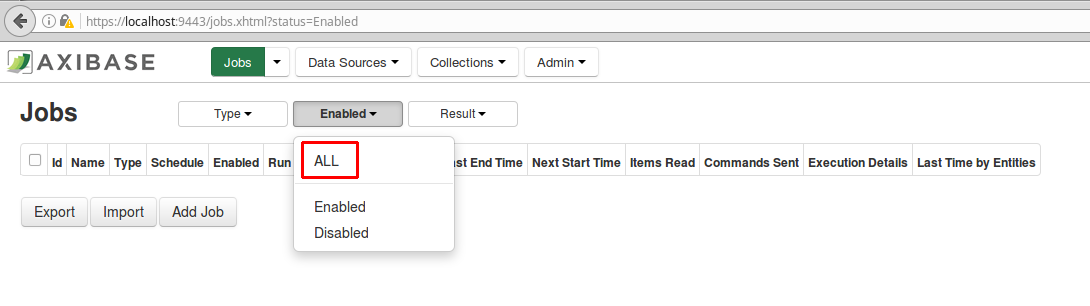 https://localhost:9443/jobs.xhtml?status=Enabled
AXIBASE Jobs Data Sources Collections Admin
Jobs Type Enabled Result
ALL
Id Name Type Schedule Enabled Run End Time Next Start Time Items Read Commands Sent Execution Details Last Time by Entities
Enabled
Export Import Add Job
Disabled